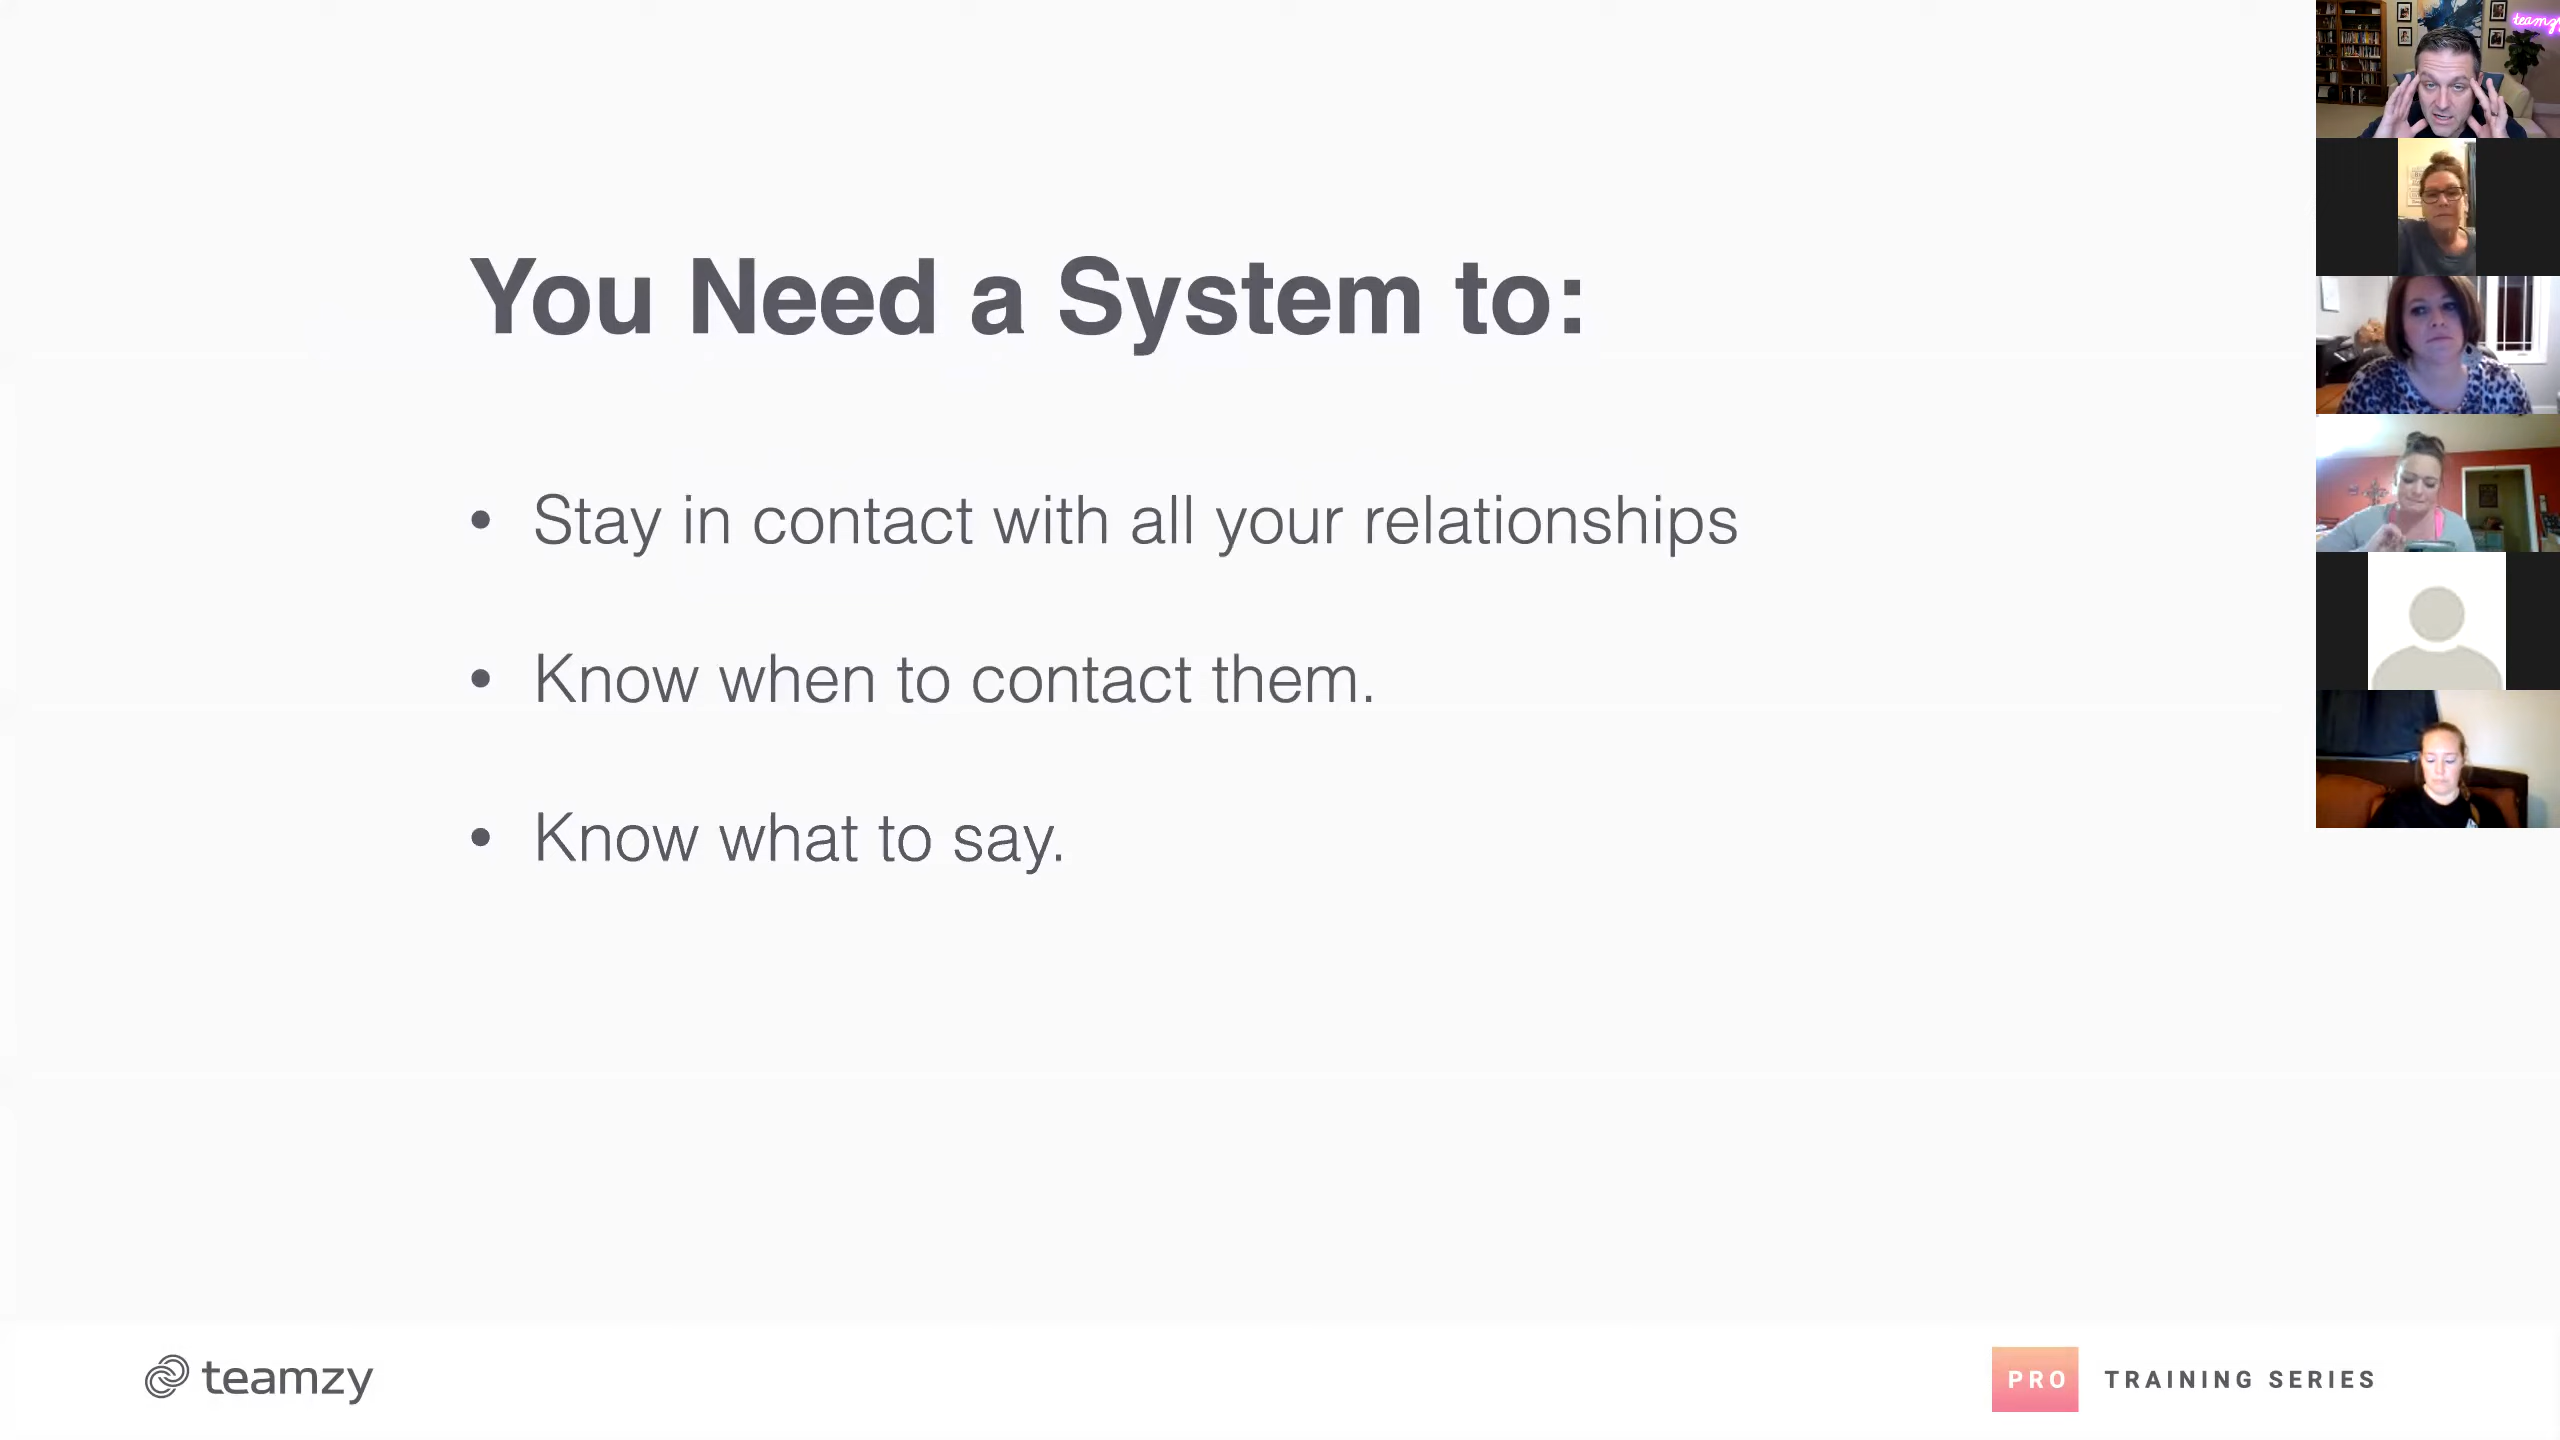 You Need a System to:
• Stay in contact with all your relationships
• Know when to contact them.
• Know what to say.
teamzy
PRO TRAINING SERIES